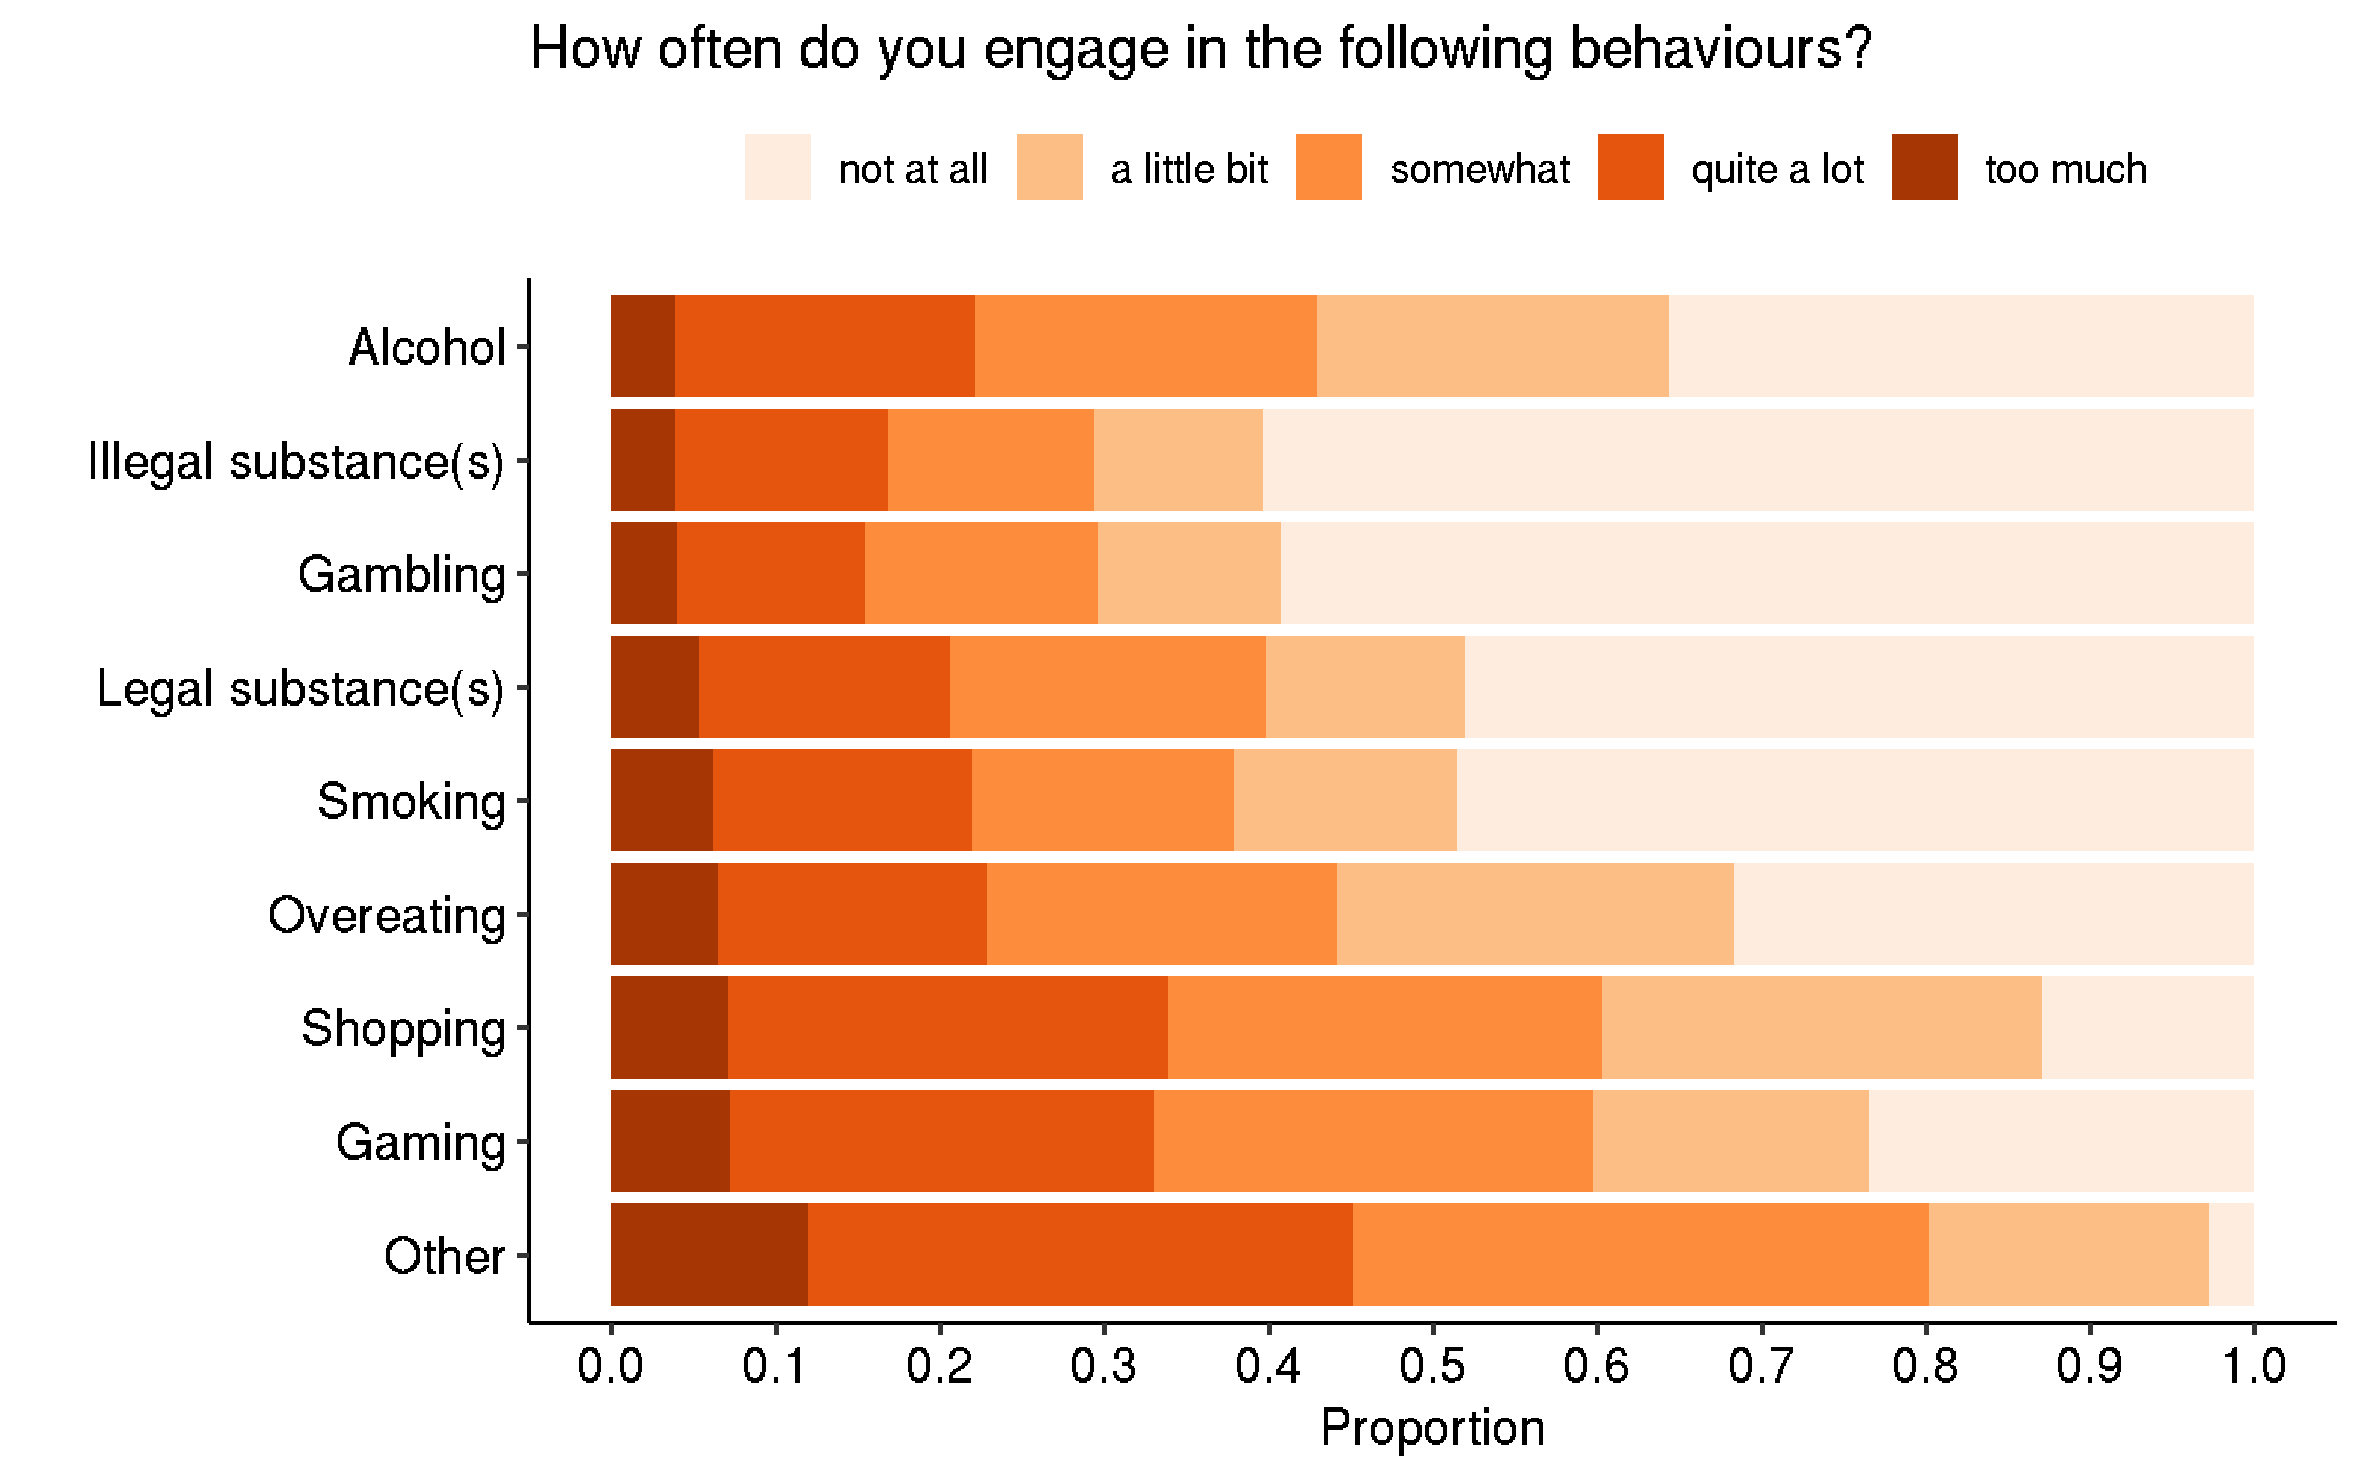 How often do you engage in the following behaviours?
not at all a little bit somewhat quite a lot too much
Alcohol
Illegal substance(s)
Gambling
Legal substance(s)
Smoking
Overeating
Shopping
Gaming
Other
0.0 0.1 0.2 0.3 0.4 0.5 0.6 0.7 0.8 0.9 1.0
Proportion